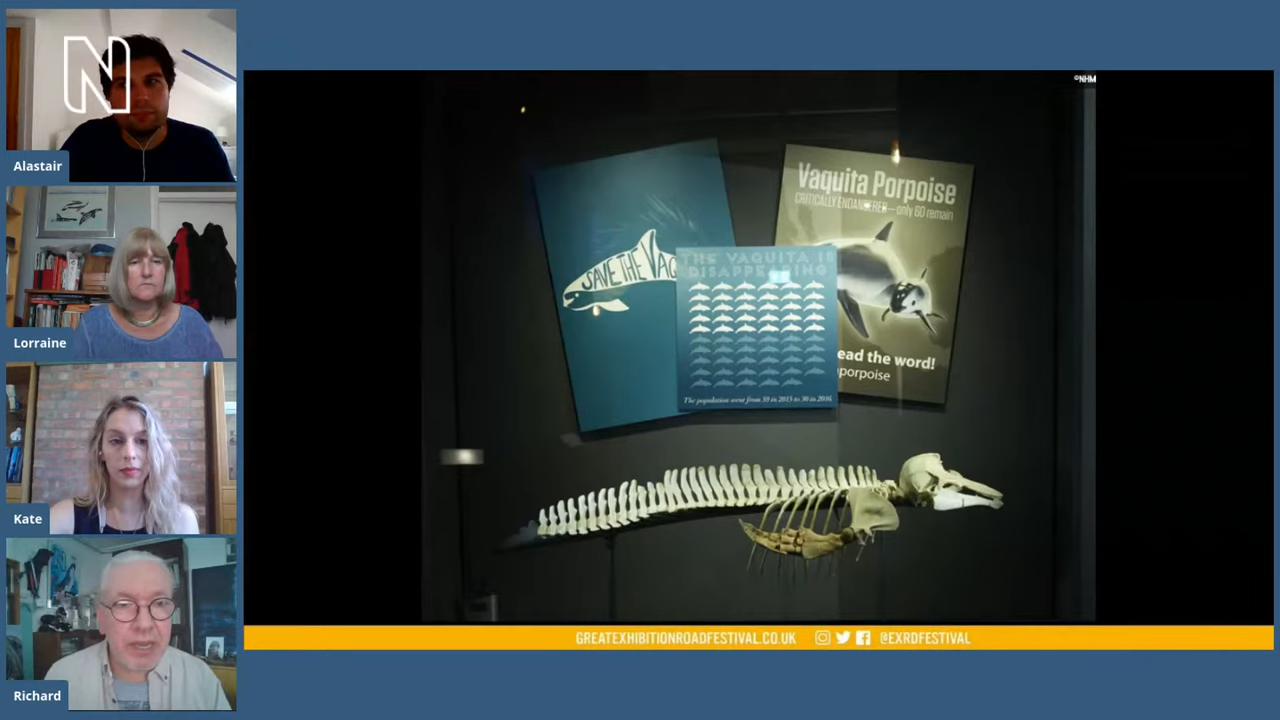 N
Alastair
Lorraine
Kate
Richard
©NHM
SAVE THE VAQ
THE VAQUITA IS
DISAPPEARING
The population went from 59 in 2015 to 30 in 2016
Vaquita Porpoise
CRITICALLY ENDANGERED—only 60 remain
ead the word!
porpoise
GREATEXHIBITIONROADFESTIVAL.CO.UK
@EXRDFESTIVAL